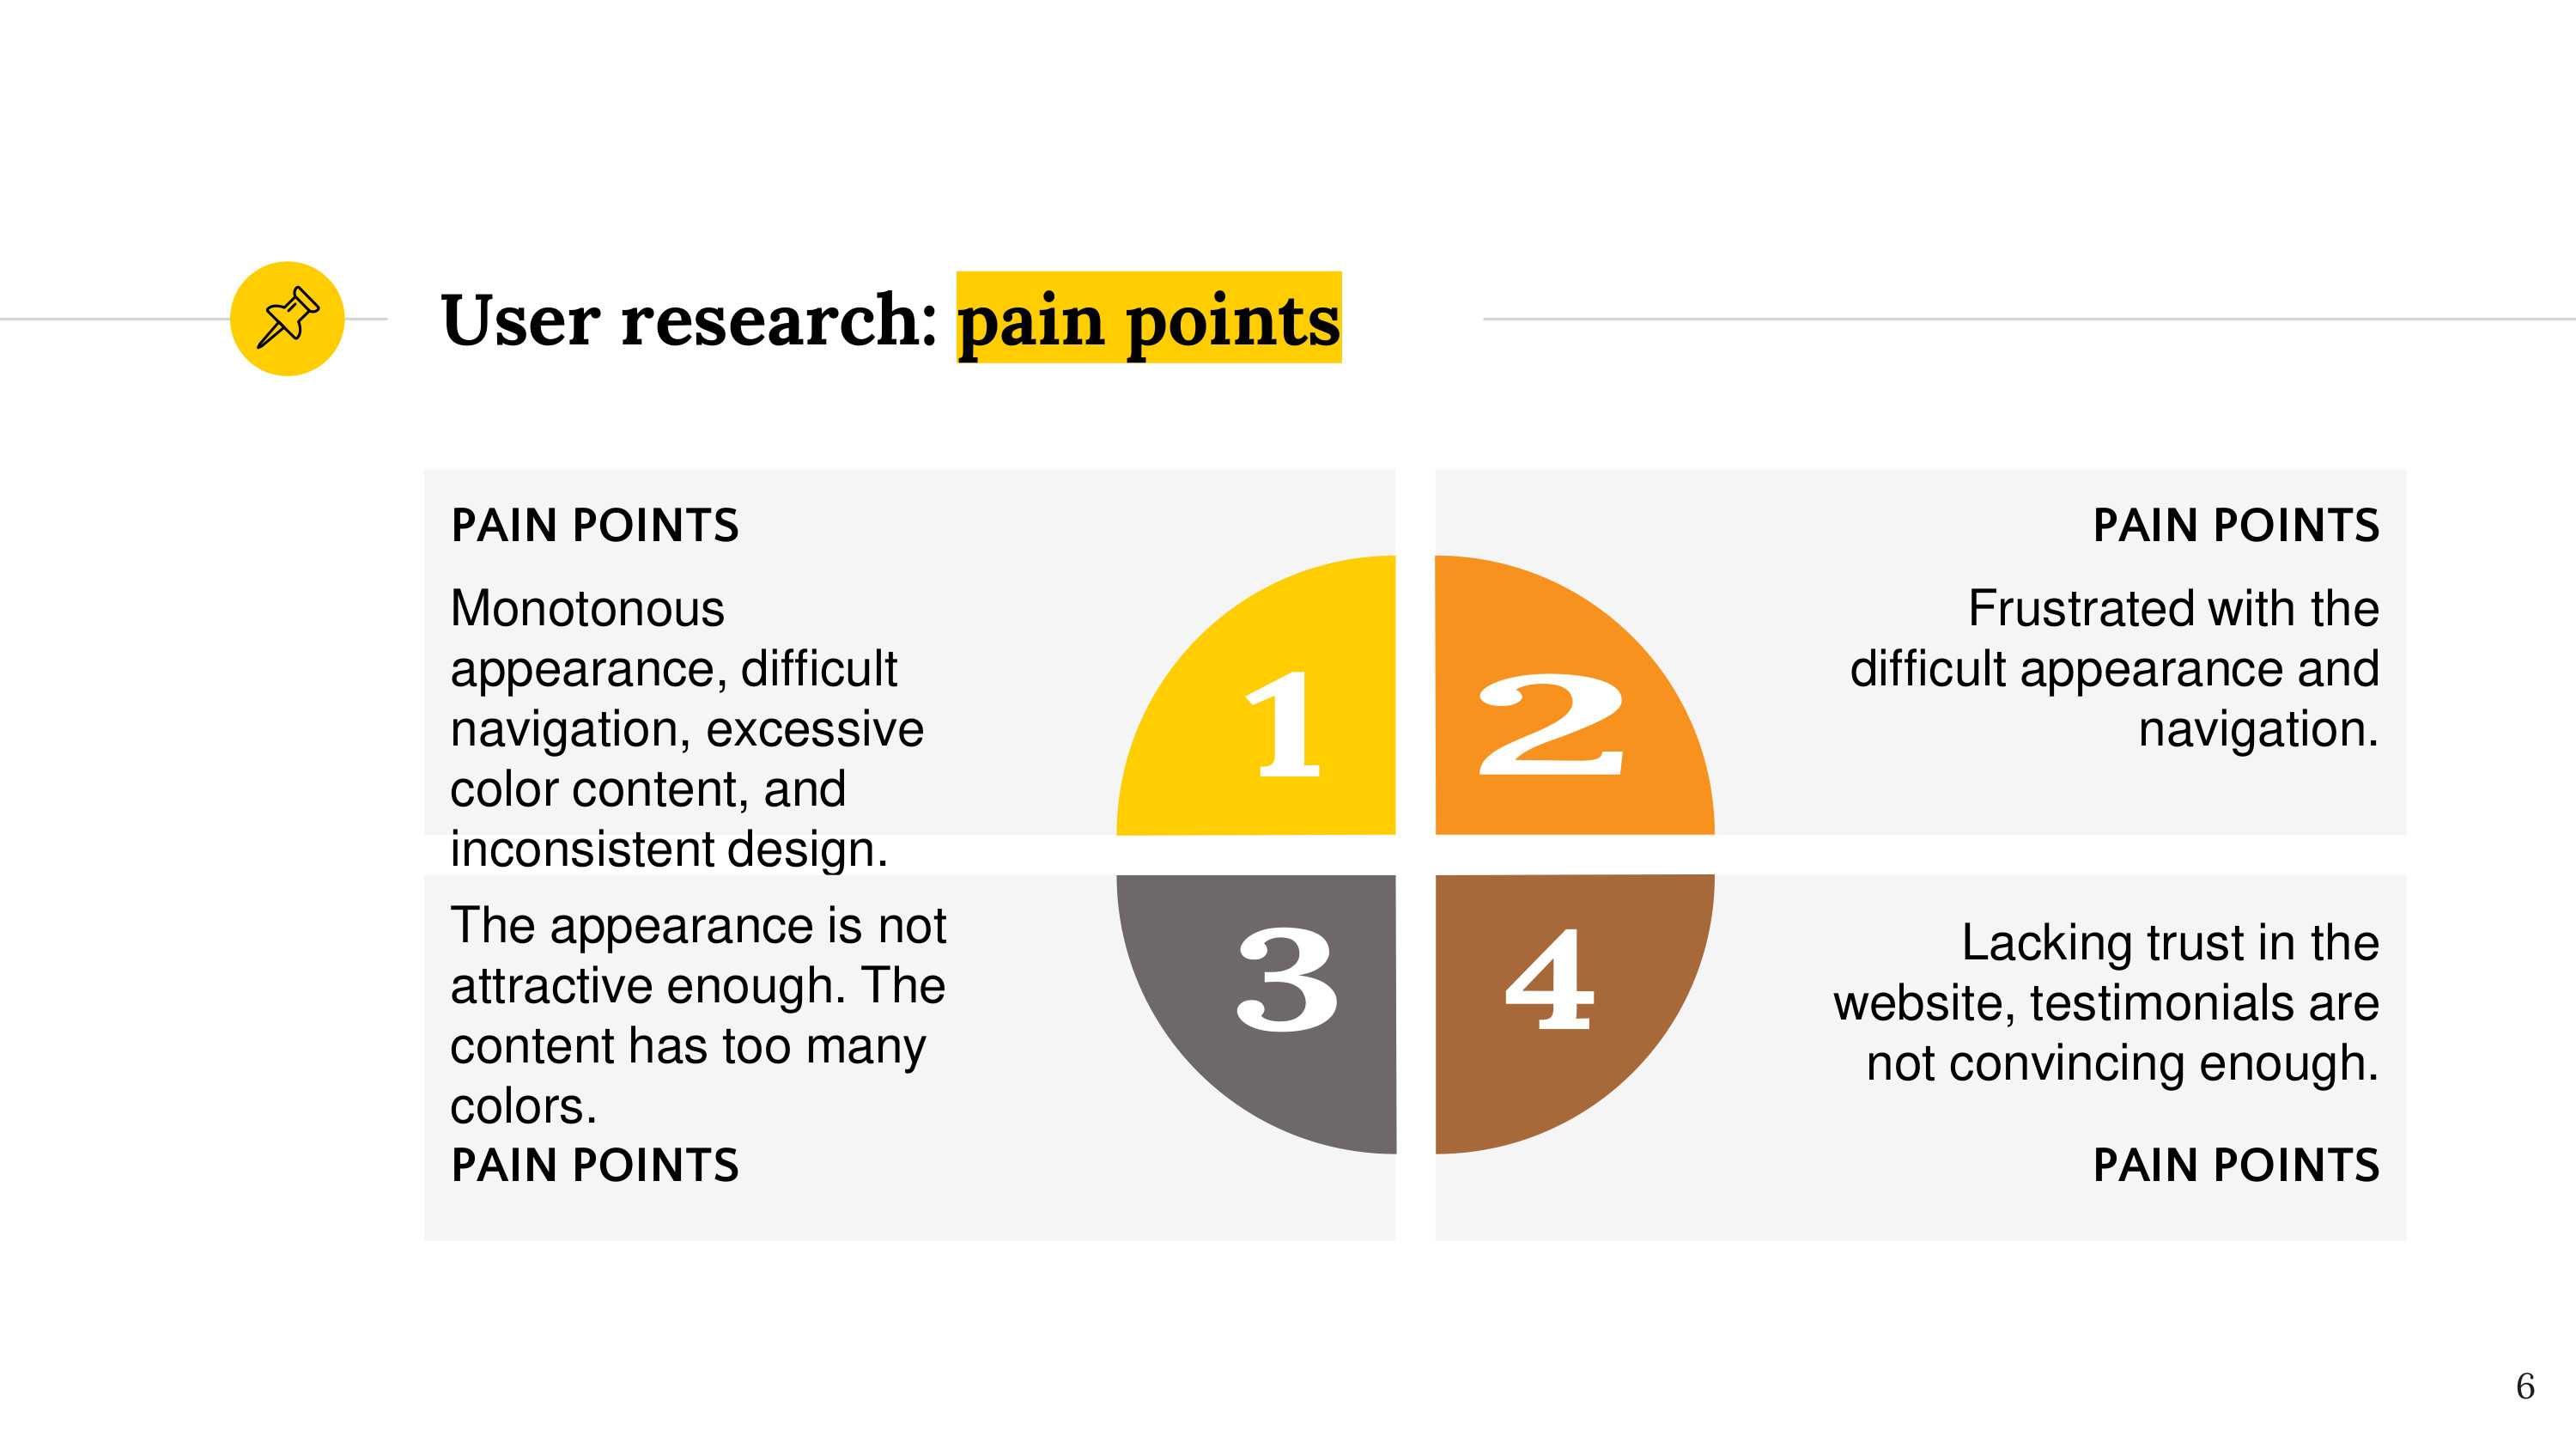 User research: pain points
PAIN POINTS
Monotonous
appearance, difficult
navigation, excessive
color content, and
inconsistent design.
1
PAIN POINTS
Frustrated with the
difficult appearance and
navigation.
2
The appearance is not
attractive enough. The
content has too many
colors.
PAIN POINTS
3
Lacking trust in the
website, testimonials are
not convincing enough.
PAIN POINTS
4
6